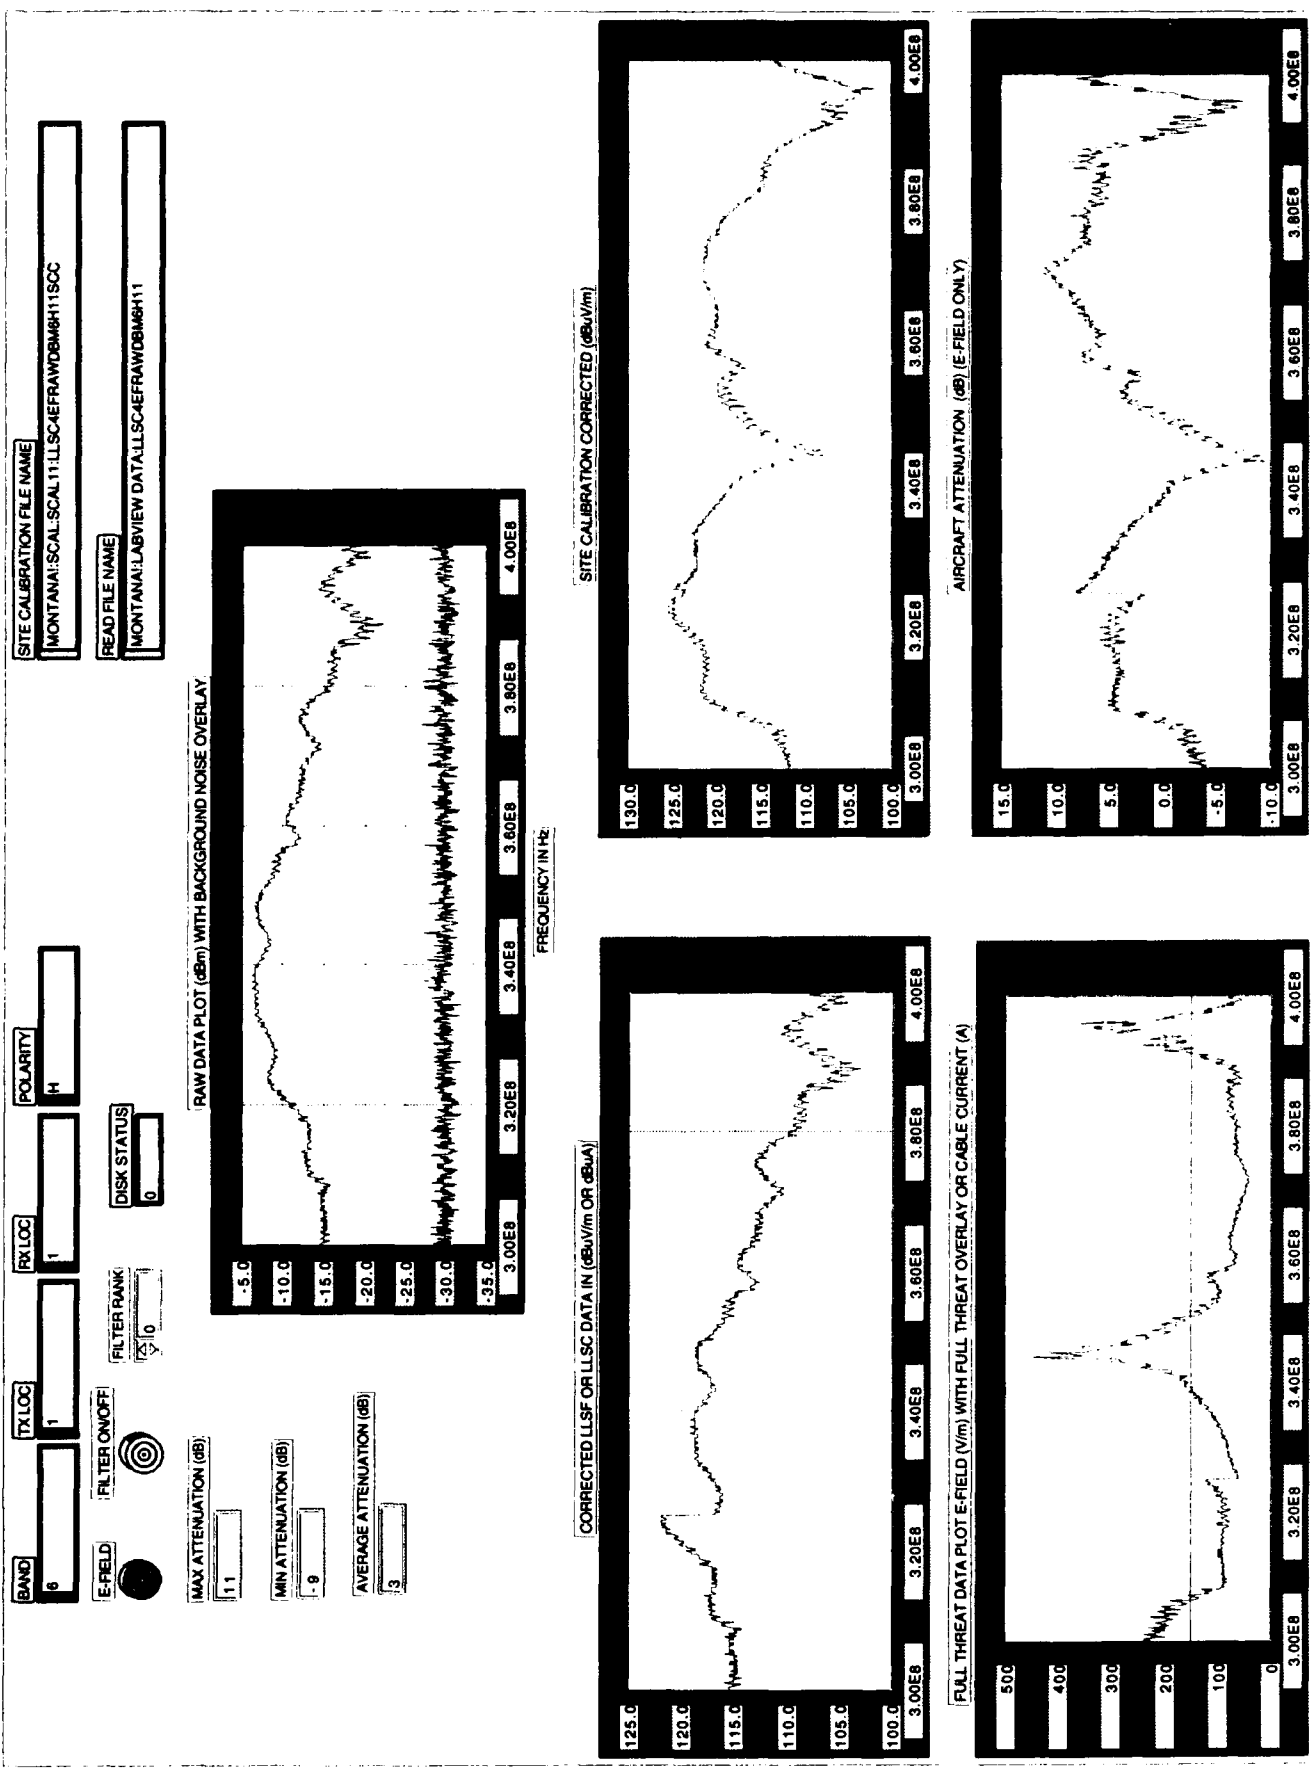 BAND
6
TX LOC
1
RX LOC
1
POLARITY
H
SITE CALIBRATION FILE NAME
MONTANA!:SCAL:SCAL11:LLSC4EFRAWDBM6H11SCC
E-FIELD
FILTER ON/OFF
FILTER RANK
0
DISK STATUS
0
READ FILE NAME
MONTANA!:LABVIEW DATA:LLSC4EFRAWDBM6H11
MAX ATTENUATION (dB)
11
MIN ATTENUATION (dB)
-9
AVERAGE ATTENUATION (dB)
3
RAW DATA PLOT (dBm) WITH BACKGROUND NOISE OVERLAY
-5.0
-10.0
-15.0
-20.0
-25.0
-30.0
-35.0
3.00E8 3.20E8 3.40E8 3.60E8 3.80E8 4.00E8
FREQUENCY IN Hz
CORRECTED LLSF OR LLSC DATA IN (dBuV/m OR dBuA)
125.0
120.0
115.0
110.0
105.0
100.0
3.00E8 3.20E8 3.40E8 3.60E8 3.80E8 4.00E8
SITE CALIBRATION CORRECTED (dBuV/m)
130.0
125.0
120.0
115.0
110.0
105.0
100.0
3.00E8 3.20E8 3.40E8 3.60E8 3.80E8 4.00E8
FULL THREAT DATA PLOT E-FIELD (V/m) WITH FULL THREAT OVERLAY OR CABLE CURRENT (A)
500
400
300
200
100
0
3.00E8 3.20E8 3.40E8 3.60E8 3.80E8 4.00E8
AIRCRAFT ATTENUATION (dB) (E-FIELD ONLY)
15.0
10.0
5.0
0.0
-5.0
-10.0
3.00E8 3.20E8 3.40E8 3.60E8 3.80E8 4.00E8